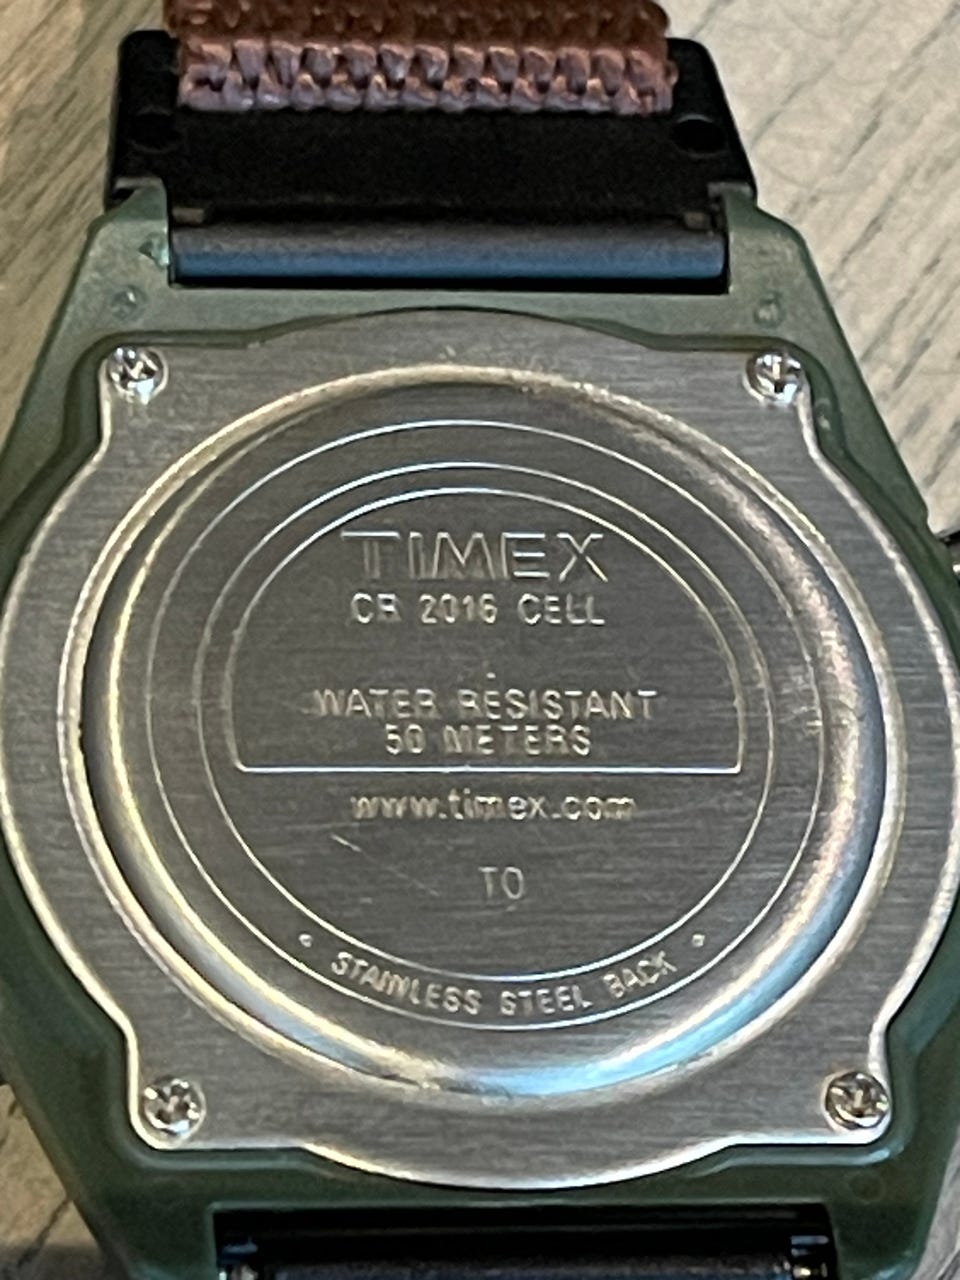 TIMEX
CR 2016 CELL
WATER RESISTANT
50 METERS
www.timex.com
TO
STAINLESS STEEL BACK